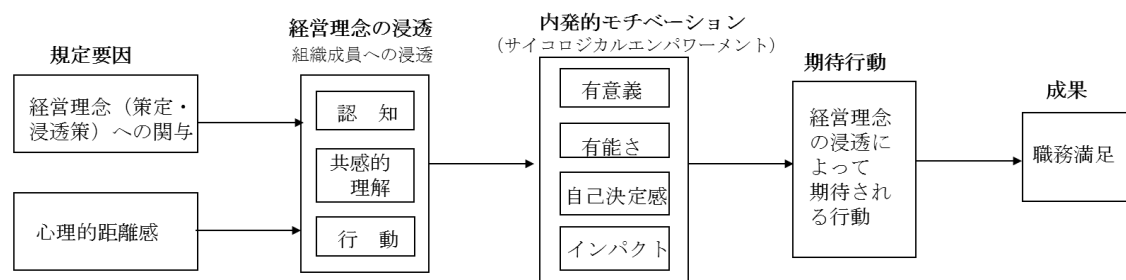 規定要因
経営理念（策定・
浸透策）への関与
心理的距離感
経営理念の浸透
組織成員への浸透
認　知
共感的
理解
行　動
内発的モチベーション
（サイコロジカルエンパワーメント）
有意義
有能さ
自己決定感
インパクト
期待行動
経営理念
の浸透に
よって
期待され
る行動
成果
職務満足